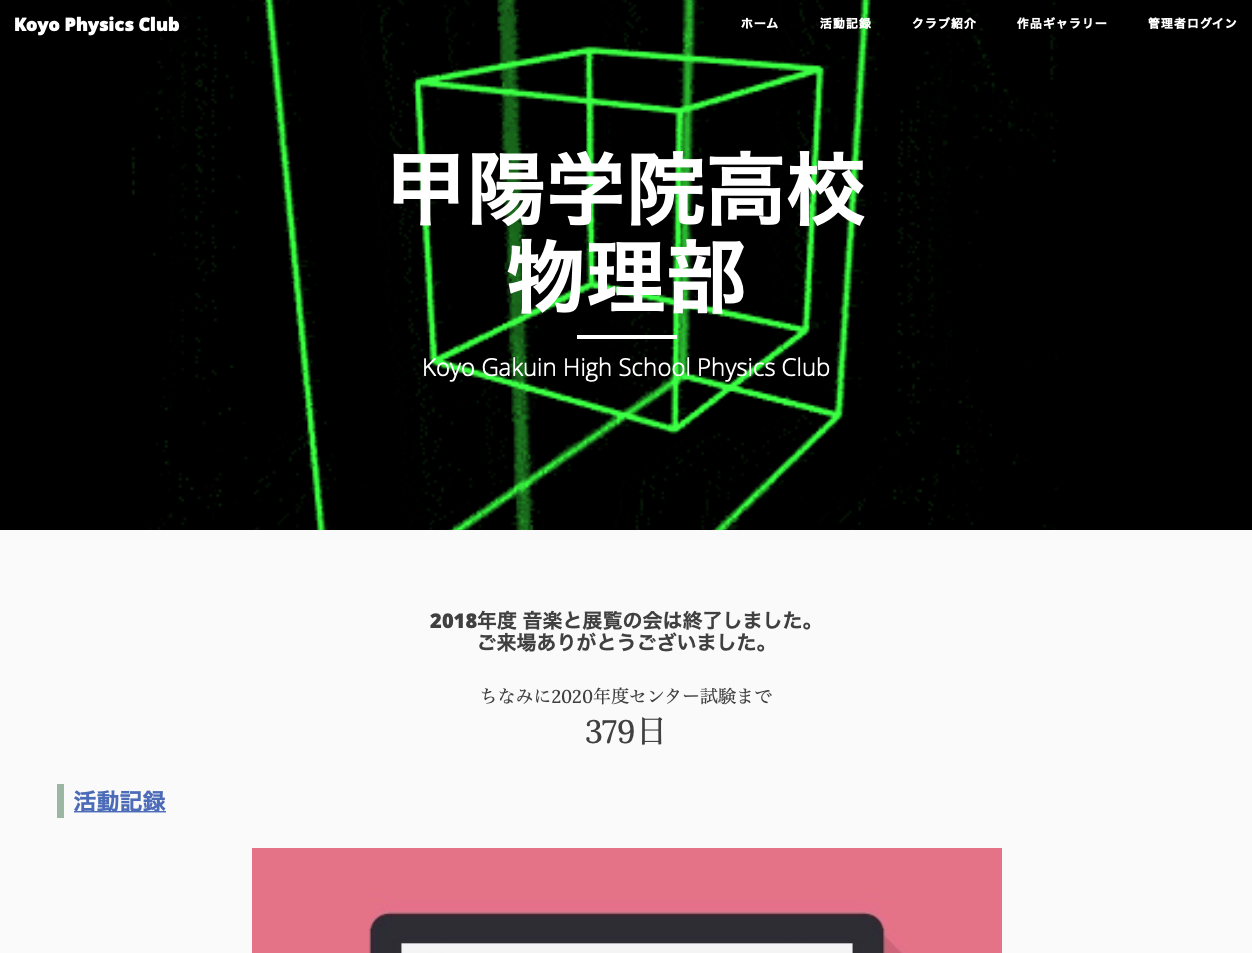 Koyo Physics Club
ホーム 活動記録 クラブ紹介 作品ギャラリー 管理者ログイン
甲陽学院高校
物理部
Koyo Gakuin High School Physics Club
2018年度 音楽と展覧の会は終了しました。
ご来場ありがとうございました。
ちなみに2020年度センター試験まで
379日
活動記録